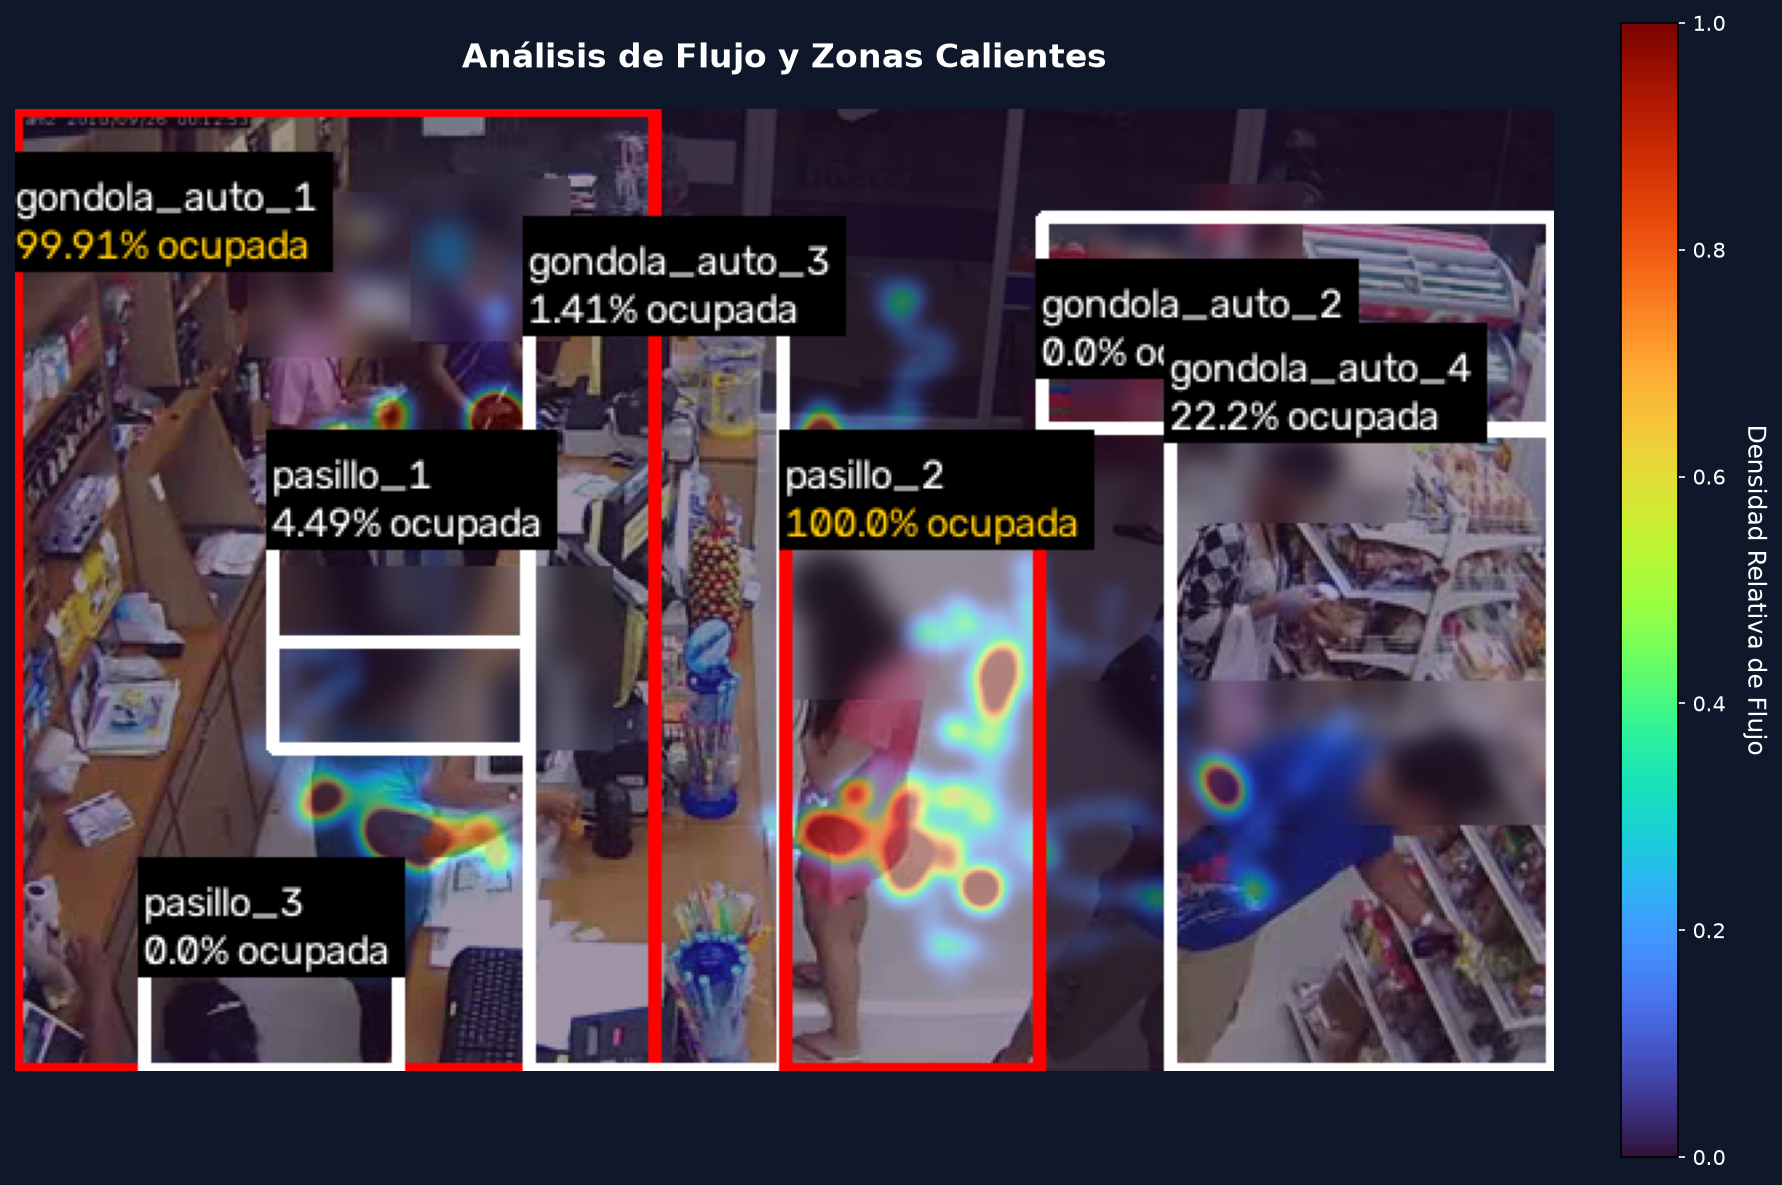 Análisis de Flujo y Zonas Calientes
gondola_auto_1
99.91% ocupada
gondola_auto_3
1.41% ocupada
gondola_auto_2
0.0%
gondola_auto_4
22.2% ocupada
pasillo_1
4.49% ocupada
pasillo_2
100.0% ocupada
pasillo_3
0.0% ocupada
1.0
0.8
0.6
0.4
0.2
0.0
Densidad Relativa de Flujo